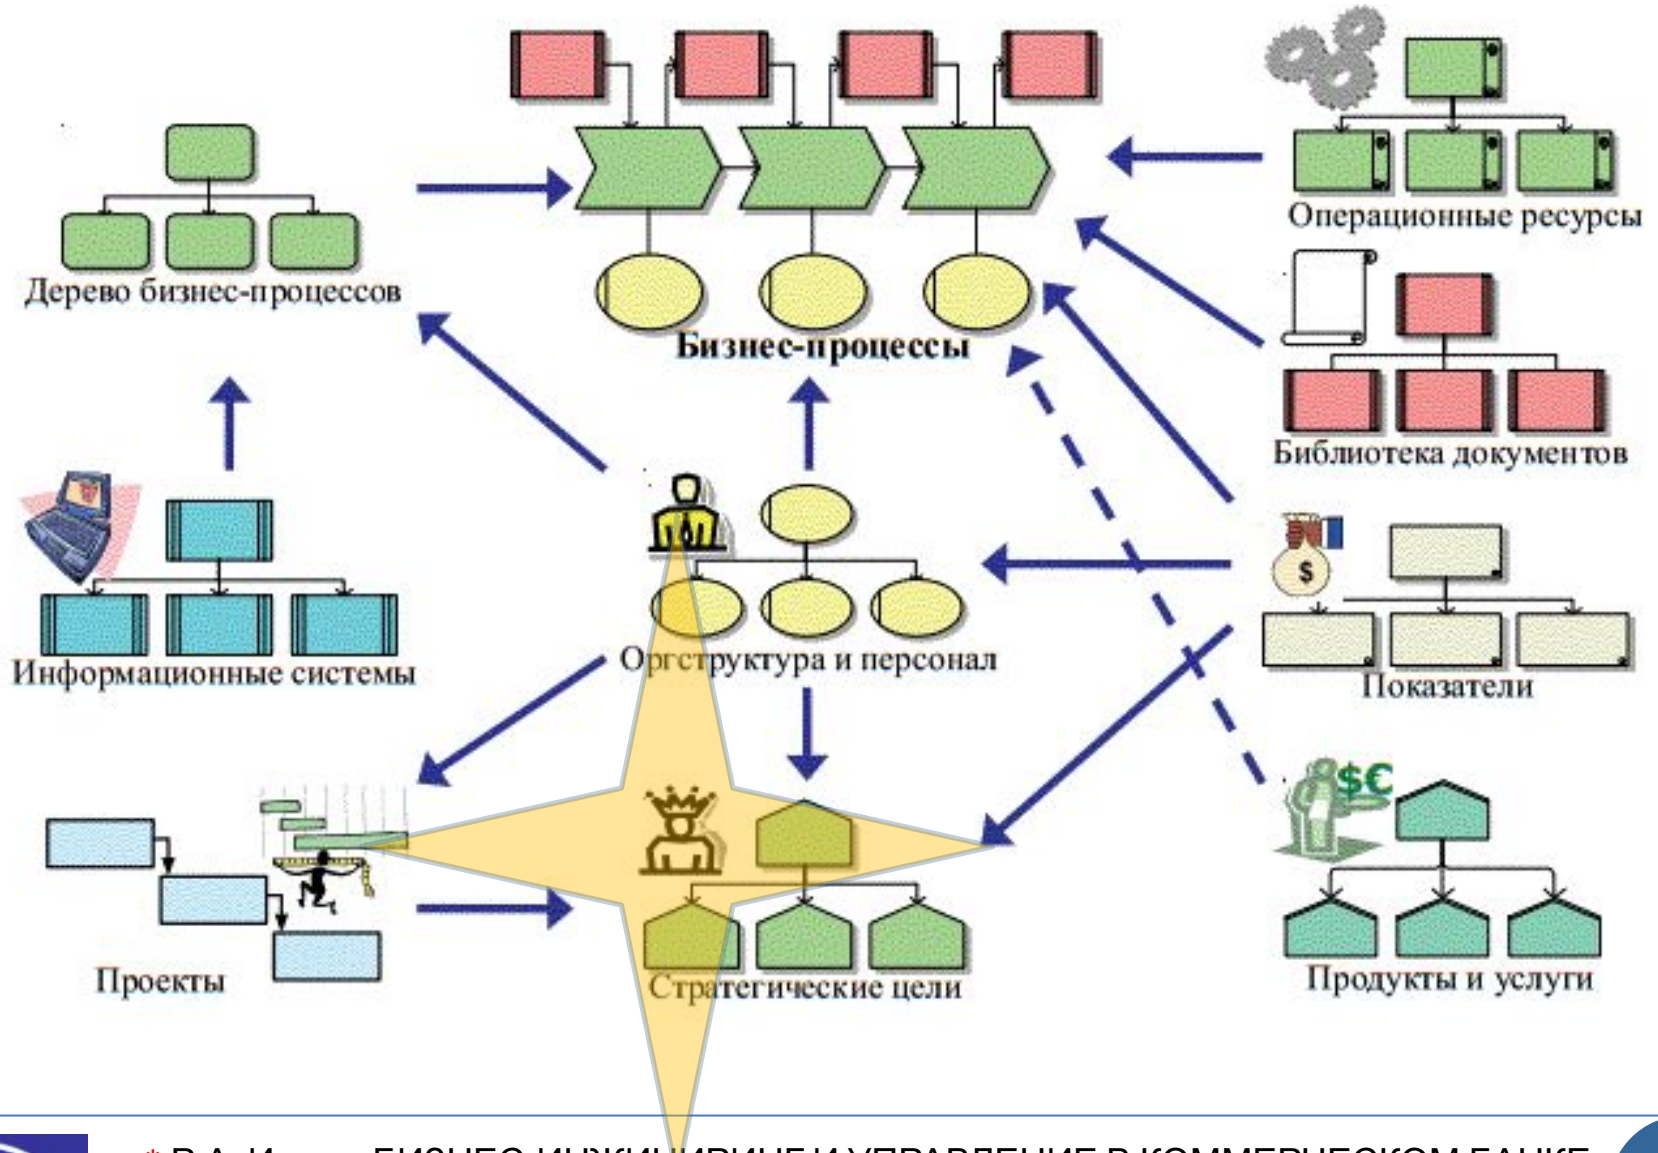 Дерево бизнес-процессов
Бизнес-процессы
Операционные ресурсы
Библиотека документов
Информационные системы
Оргструктура и персонал
$
Показатели
Проекты
Стратегические цели
$€
Продукты и услуги